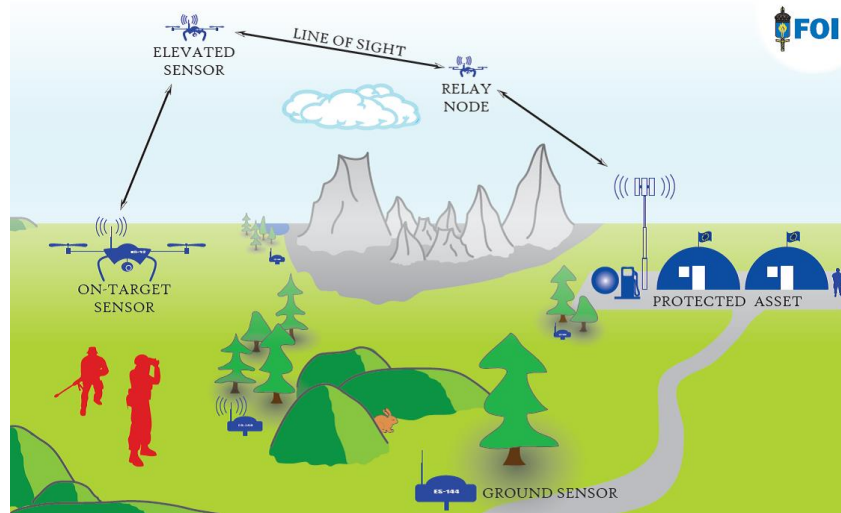 FOI
LINE OF SIGHT
ELEVATED
SENSOR
RELAY
NODE
ON-TARGET
SENSOR
PROTECTED ASSET
ES-144
GROUND SENSOR